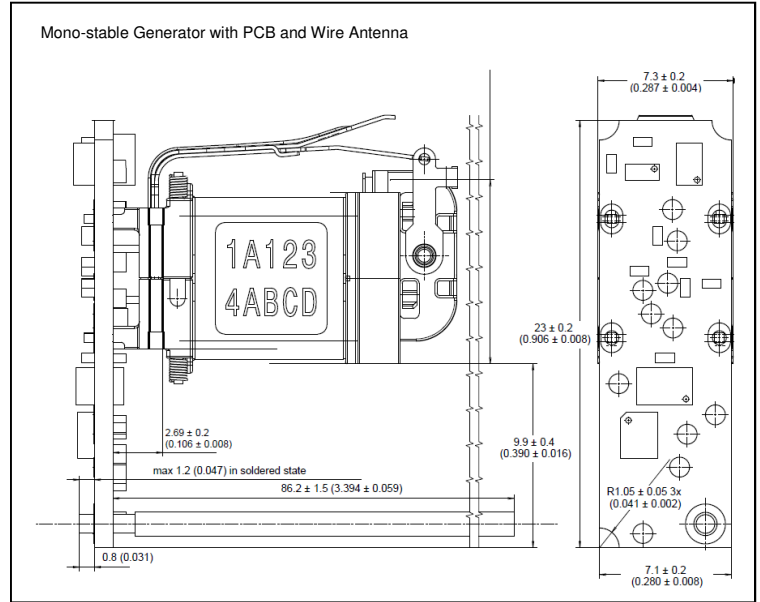 Mono-stable Generator with PCB and Wire Antenna
7.3 ± 0.2
(0.287 ± 0.004)
1A123
4ABCD
23 ± 0.2
(0.906 ± 0.008)
2.69 ± 0.2
(0.106 ± 0.008)
9.9 ± 0.4
(0.390 ± 0.016)
max 1.2 (0.047) in soldered state
86.2 ± 1.5 (3.394 ± 0.059)
R1.05 ± 0.05 3x
(0.041 ± 0.002)
0.8 (0.031)
7.1 ± 0.2
(0.280 ± 0.008)